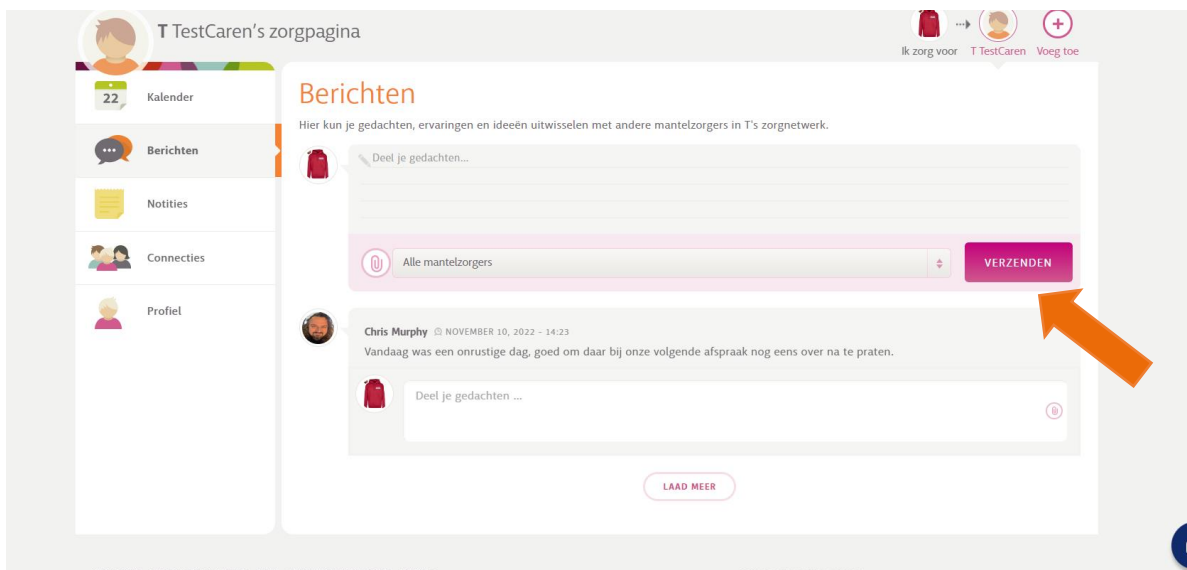 T TestCaren's zorgpagina
Ik zorg voor
T TestCaren
Voeg toe
22
Kalender
Berichten
Notities
Connecties
Profiel
Berichten
Hier kun je gedachten, ervaringen en ideeën uitwisselen met andere mantelzorgers in T's zorgnetwerk.
Deel je gedachten...
Alle mantelzorgers
VERZENDEN
Chris Murphy NOVEMBER 10, 2022 - 14:23
Vandaag was een onrustige dag, goed om daar bij onze volgende afspraak nog eens over na te praten.
Deel je gedachten ...
LAAD MEER